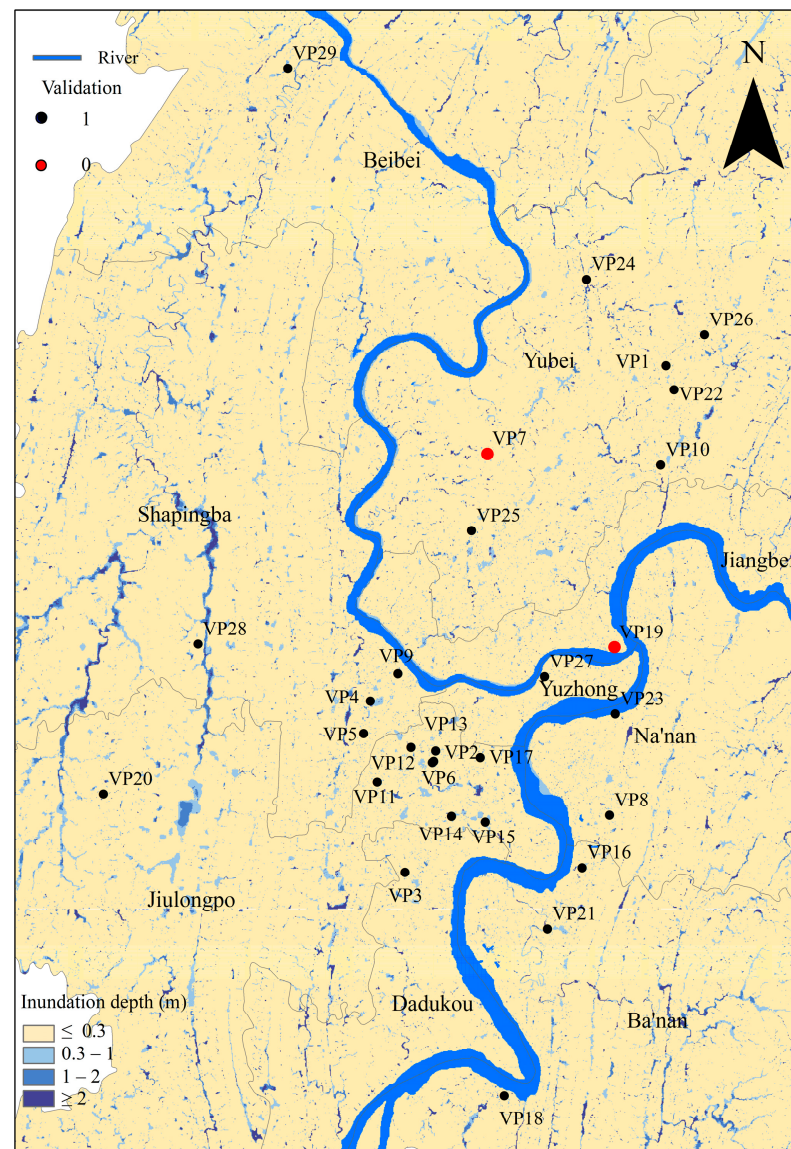 VP29
River
N
Validation
1
0
Beibei
VP24
VP26
Yubei
VP1
VP22
VP7
VP10
Shapingba
VP25
Jiangbei
VP28
VP19
VP9
VP27
Yuzhong
VP4
VP23
VP5
VP13
Na'nan
VP12
VP2
VP17
VP6
VP20
VP11
VP14
VP15
VP8
VP16
VP3
Jiulongpo
VP21
Inundation depth (m)
≤ 0.3
0.3 – 1
1 – 2
≥ 2
Dadukou
Ba'nan
VP18